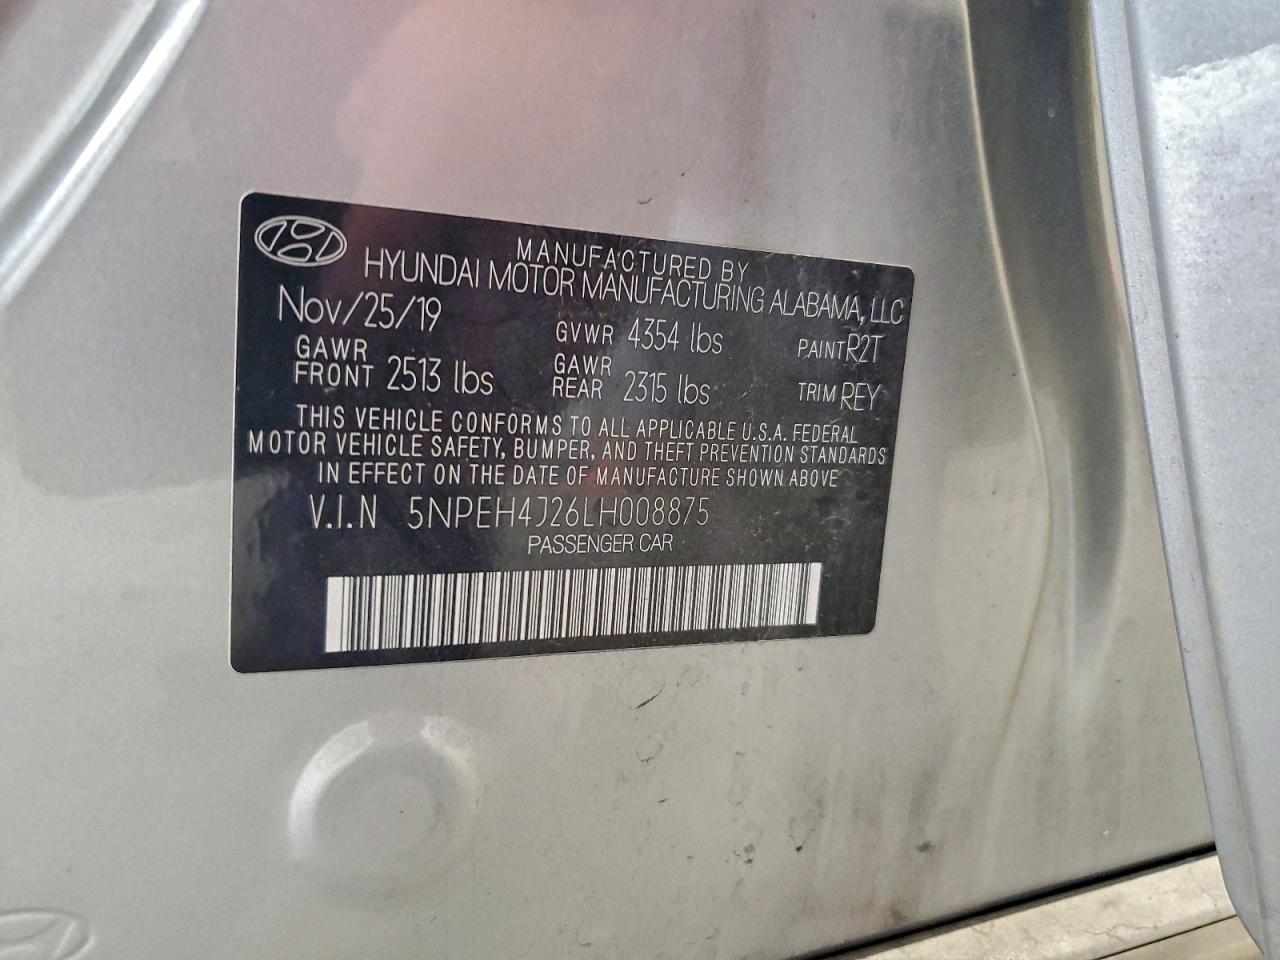 MANUFACTURED BY
HYUNDAI MOTOR MANUFACTURING ALABAMA, LLC
Nov/25/19 GVWR 4354 lbs PAINT R2T
GAWR FRONT 2513 lbs GAWR REAR 2315 lbs TRIM REY
THIS VEHICLE CONFORMS TO ALL APPLICABLE U.S.A. FEDERAL
MOTOR VEHICLE SAFETY, BUMPER, AND THEFT PREVENTION STANDARDS
IN EFFECT ON THE DATE OF MANUFACTURE SHOWN ABOVE
V.I.N 5NPEH4J26LH008875
PASSENGER CAR